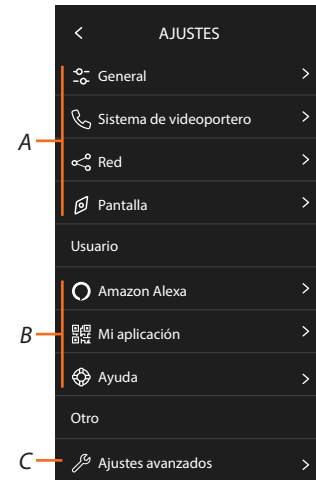 AJUSTES
General
Sistema de videoportero
A
Red
Pantalla
Usuario
Amazon Alexa
B
Mi aplicación
Ayuda
Otro
C
Ajustes avanzados